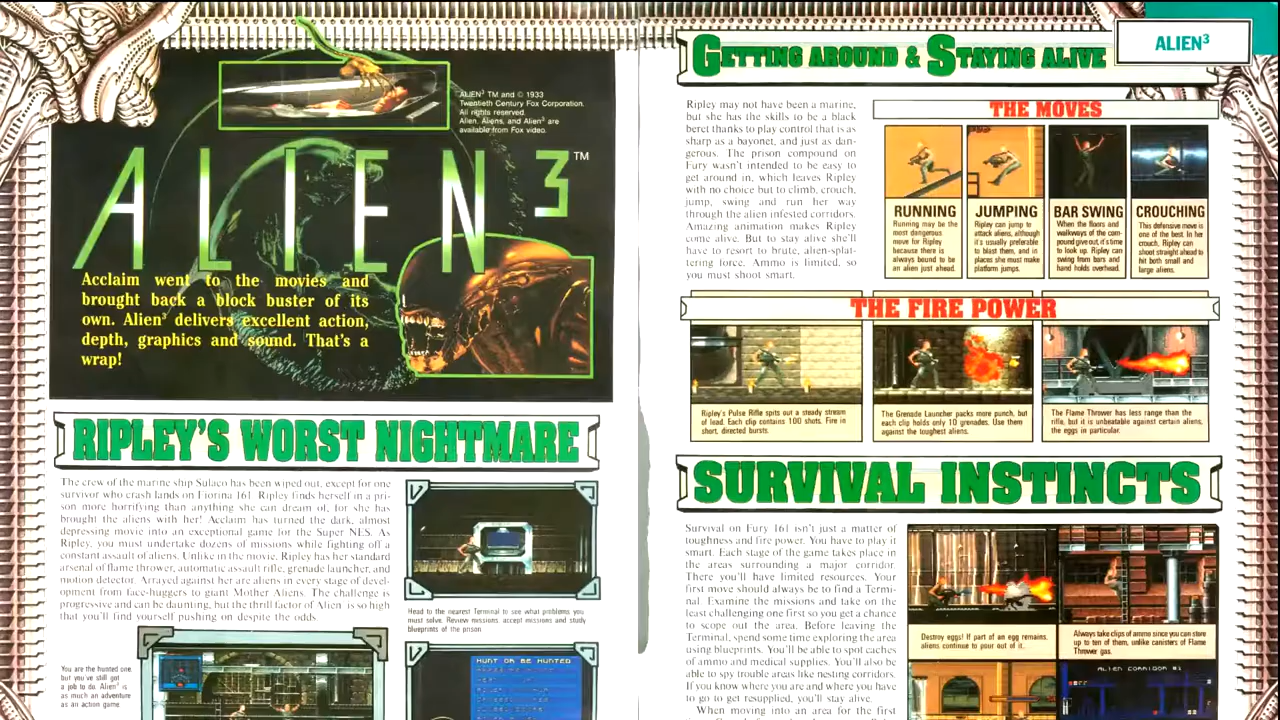 ALIEN³ TM and © 1933
Twentieth Century Fox Corporation.
All rights reserved.
Alien, Aliens, and Alien³ are
available from Fox video.
ALIEN 3™
Acclaim went to the movies and
brought back a block buster of its
own. Alien³ delivers excellent action,
depth, graphics and sound. That's a
wrap!
RIPLEY'S WORST NIGHTMARE
The crew of the marine ship Sulaco has been wiped out, except for one
survivor who crash lands on Fiorina 161. Ripley finds herself in a pri-
son more horrifying than anything she can dream of, for she has
brought the aliens with her! Acclaim has turned the dark, almost
depressing movie into an exceptional game for the Super NES. As
Ripley, you must undertake dozens of missions while fighting off a
constant assault of aliens. Unlike in the movie, Ripley has her standard
arsenal of flame thrower, automatic assault rifle, grenade launcher, and
motion detector. Arrayed against her are aliens in every stage of devel-
opment from face-huggers to giant Mother Aliens. The challenge is
progressive and can be daunting, but the thrill factor of Alien³ is so high
that you'll find yourself pushing on despite the odds.
Head to the nearest Terminal to see what problems you
must solve. Review missions, accept missions and study
blueprints of the prison.
You are the hunted one,
but you've still got
a job to do. Alien³ is
as much an adventure
as an action game.
HUNT OR BE HUNTED
ALIEN³
GETTING AROUND & STAYING ALIVE
Ripley may not have been a marine,
but she has the skills to be a black
beret thanks to play control that is as
sharp as a bayonet, and just as dan-
gerous. The prison compound on
Fury wasn't intended to be easy to
get around in, which leaves Ripley
with no choice but to climb, crouch,
jump, swing and run her way
through the alien infested corridors.
Amazing animation makes Ripley
come alive. But to stay alive she'll
have to resort to brute, alien-splat-
tering force. Ammo is limited, so
you must shoot smart.
THE MOVES
RUNNING
Running may be the
most dangerous
move for Ripley
because there is
always bound to be
an alien just ahead.
JUMPING
Ripley can jump to
attack aliens, although
it's usually preferable
to blast them, and in
places she must make
platform jumps.
BAR SWING
When the floors and
walkways of the com-
pound give out, it's time
to look up. Ripley can
swing from bars and
hand holds overhead.
CROUCHING
This defensive move is
one of the best. In her
crouch, Ripley can
shoot straight ahead to
hit both small and
large aliens.
THE FIRE POWER
Ripley's Pulse Rifle spits out a steady stream
of lead. Each clip contains 100 shots. Fire in
short, directed bursts.
The Grenade Launcher packs more punch, but
each clip holds only 10 grenades. Use them
against the toughest aliens.
The Flame Thrower has less range than the
rifle, but it is unbeatable against certain aliens,
the eggs in particular.
SURVIVAL INSTINCTS
Survival on Fury 161 isn't just a matter of
toughness and fire power. You have to play it
smart. Each stage of the game takes place in
the areas surrounding a major corridor.
There you'll have limited resources. Your
first move should always be to find a Termi-
nal. Examine the missions and take on the
least challenging one first so you get a chance
to scope out the area. Before leaving the
Terminal, spend some time exploring the area
using blueprints. You'll be able to spot caches
of ammo and medical supplies. You'll also be
able to spy trouble areas like nesting corridors.
If you know where you are and where you have
to go to get resupplied, you'll stay alive.
When moving into an area for the first
Destroy eggs! If part of an egg remains,
aliens continue to pour out of it.
Always take clips of ammo since you can store
up to ten of them, unlike canisters of Flame
Thrower gas.
ALIEN CORRIDOR #1